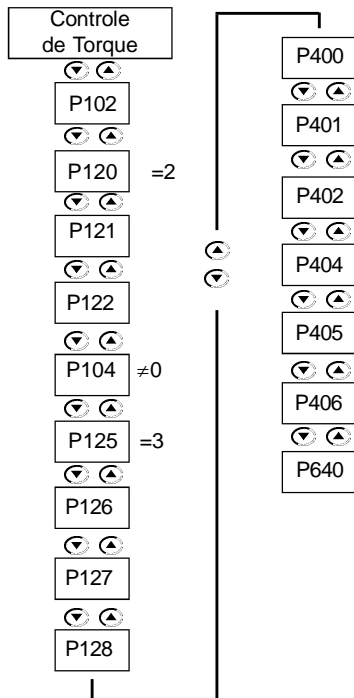 Controle
de Torque
P102
P120 =2
P121
P122
P104 ≠0
P125 =3
P126
P127
P128
P400
P401
P402
P404
P405
P406
P640